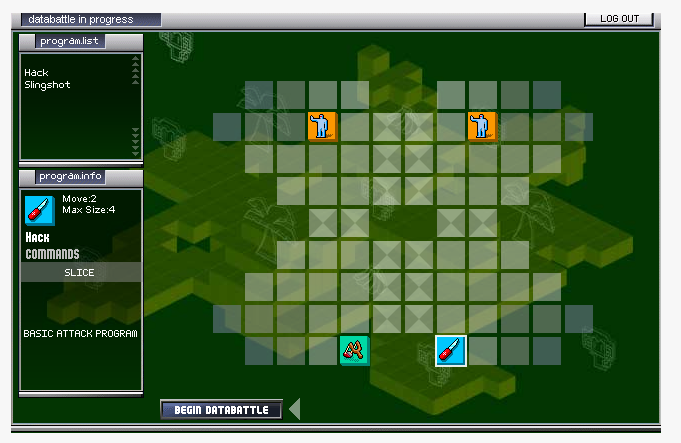 databattle in progress
LOG OUT
program.list
Hack
Slingshot
program.info
Move:2
Max Size:4
Hack
COMMANDS
SLICE
BASIC ATTACK PROGRAM
BEGIN DATABATTLE